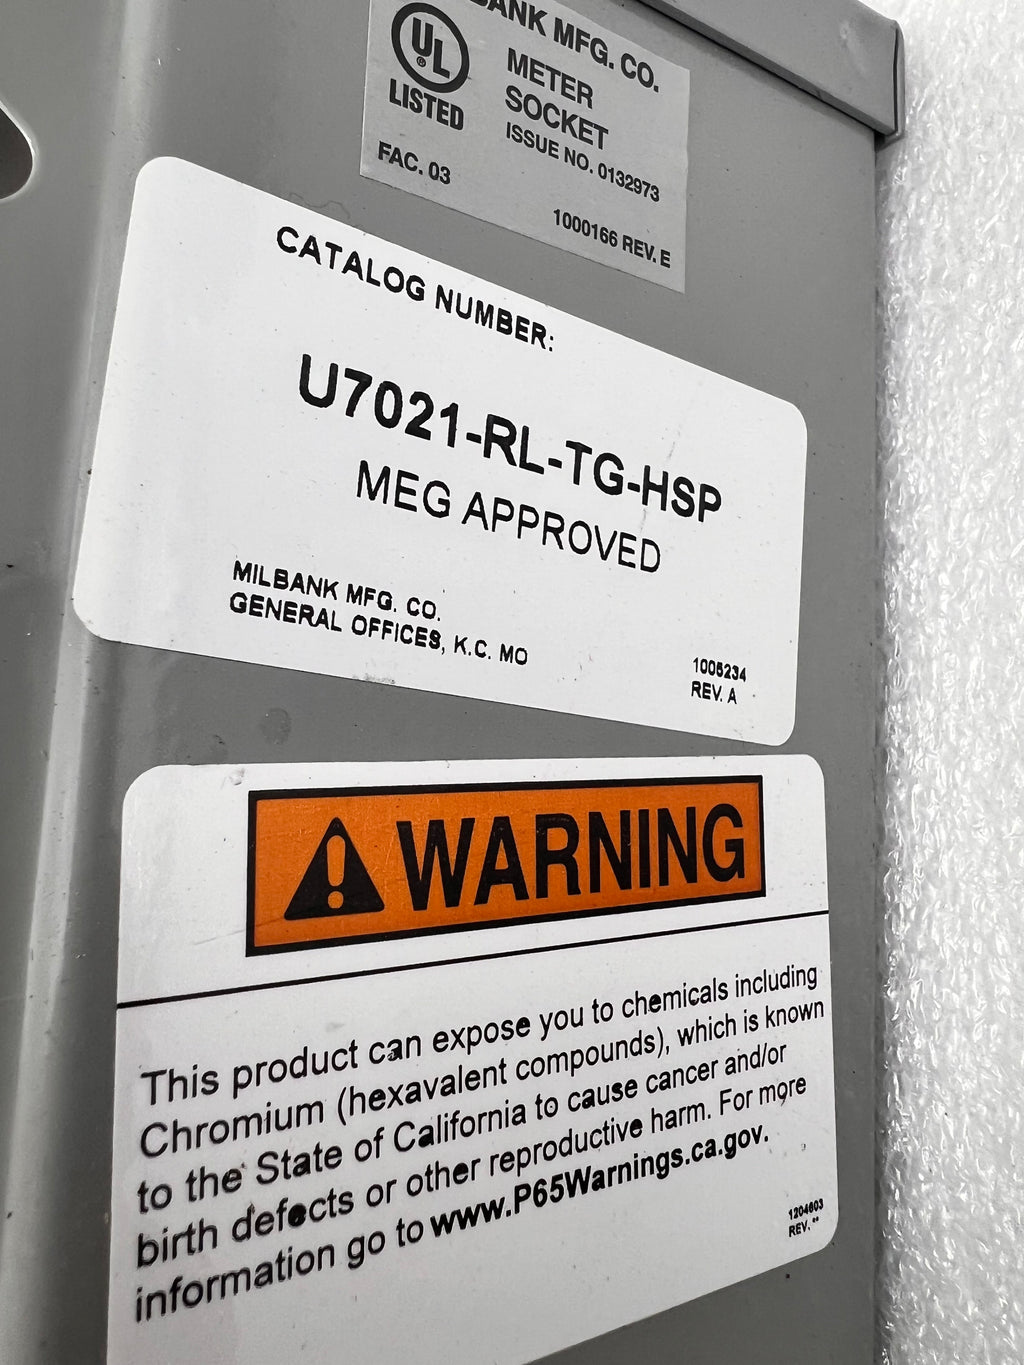 BANK MFG. CO.
UL
®
LISTED
METER
SOCKET
ISSUE NO. 0132973
FAC. 03
1000166 REV. E
CATALOG NUMBER:
U7021-RL-TG-HSP
MEG APPROVED
MILBANK MFG. CO.
GENERAL OFFICES, K.C. MO
1005234
REV. A
WARNING
This product can expose you to chemicals including
Chromium (hexavalent compounds), which is known
to the State of California to cause cancer and/or
birth defects or other reproductive harm. For more
information go to www.P65Warnings.ca.gov.
1204603
REV. **